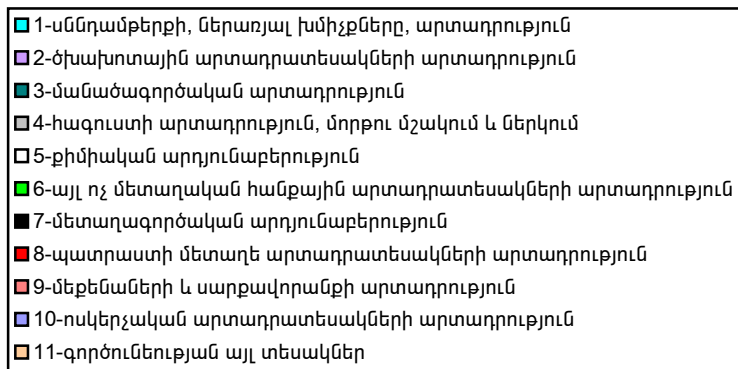 1-սննդամթերքի, ներառյալ խմիչքները, արտադրություն
2-ծխախոտային արտադրատեսակների արտադրություն
3-մանածագործական արտադրություն
4-հագուստի արտադրություն, մորթու մշակում և ներկում
5-քիմիական արդյունաբերություն
6-այլ ոչ մետաղական հանքային արտադրատեսակների արտադրություն
7-մետաղագործական արդյունաբերություն
8-պատրաստի մետաղե արտադրատեսակների արտադրություն
9-մեքենաների և սարքավորանքի արտադրություն
10-ոսկերչական արտադրատեսակների արտադրություն
11-գործունեության այլ տեսակներ